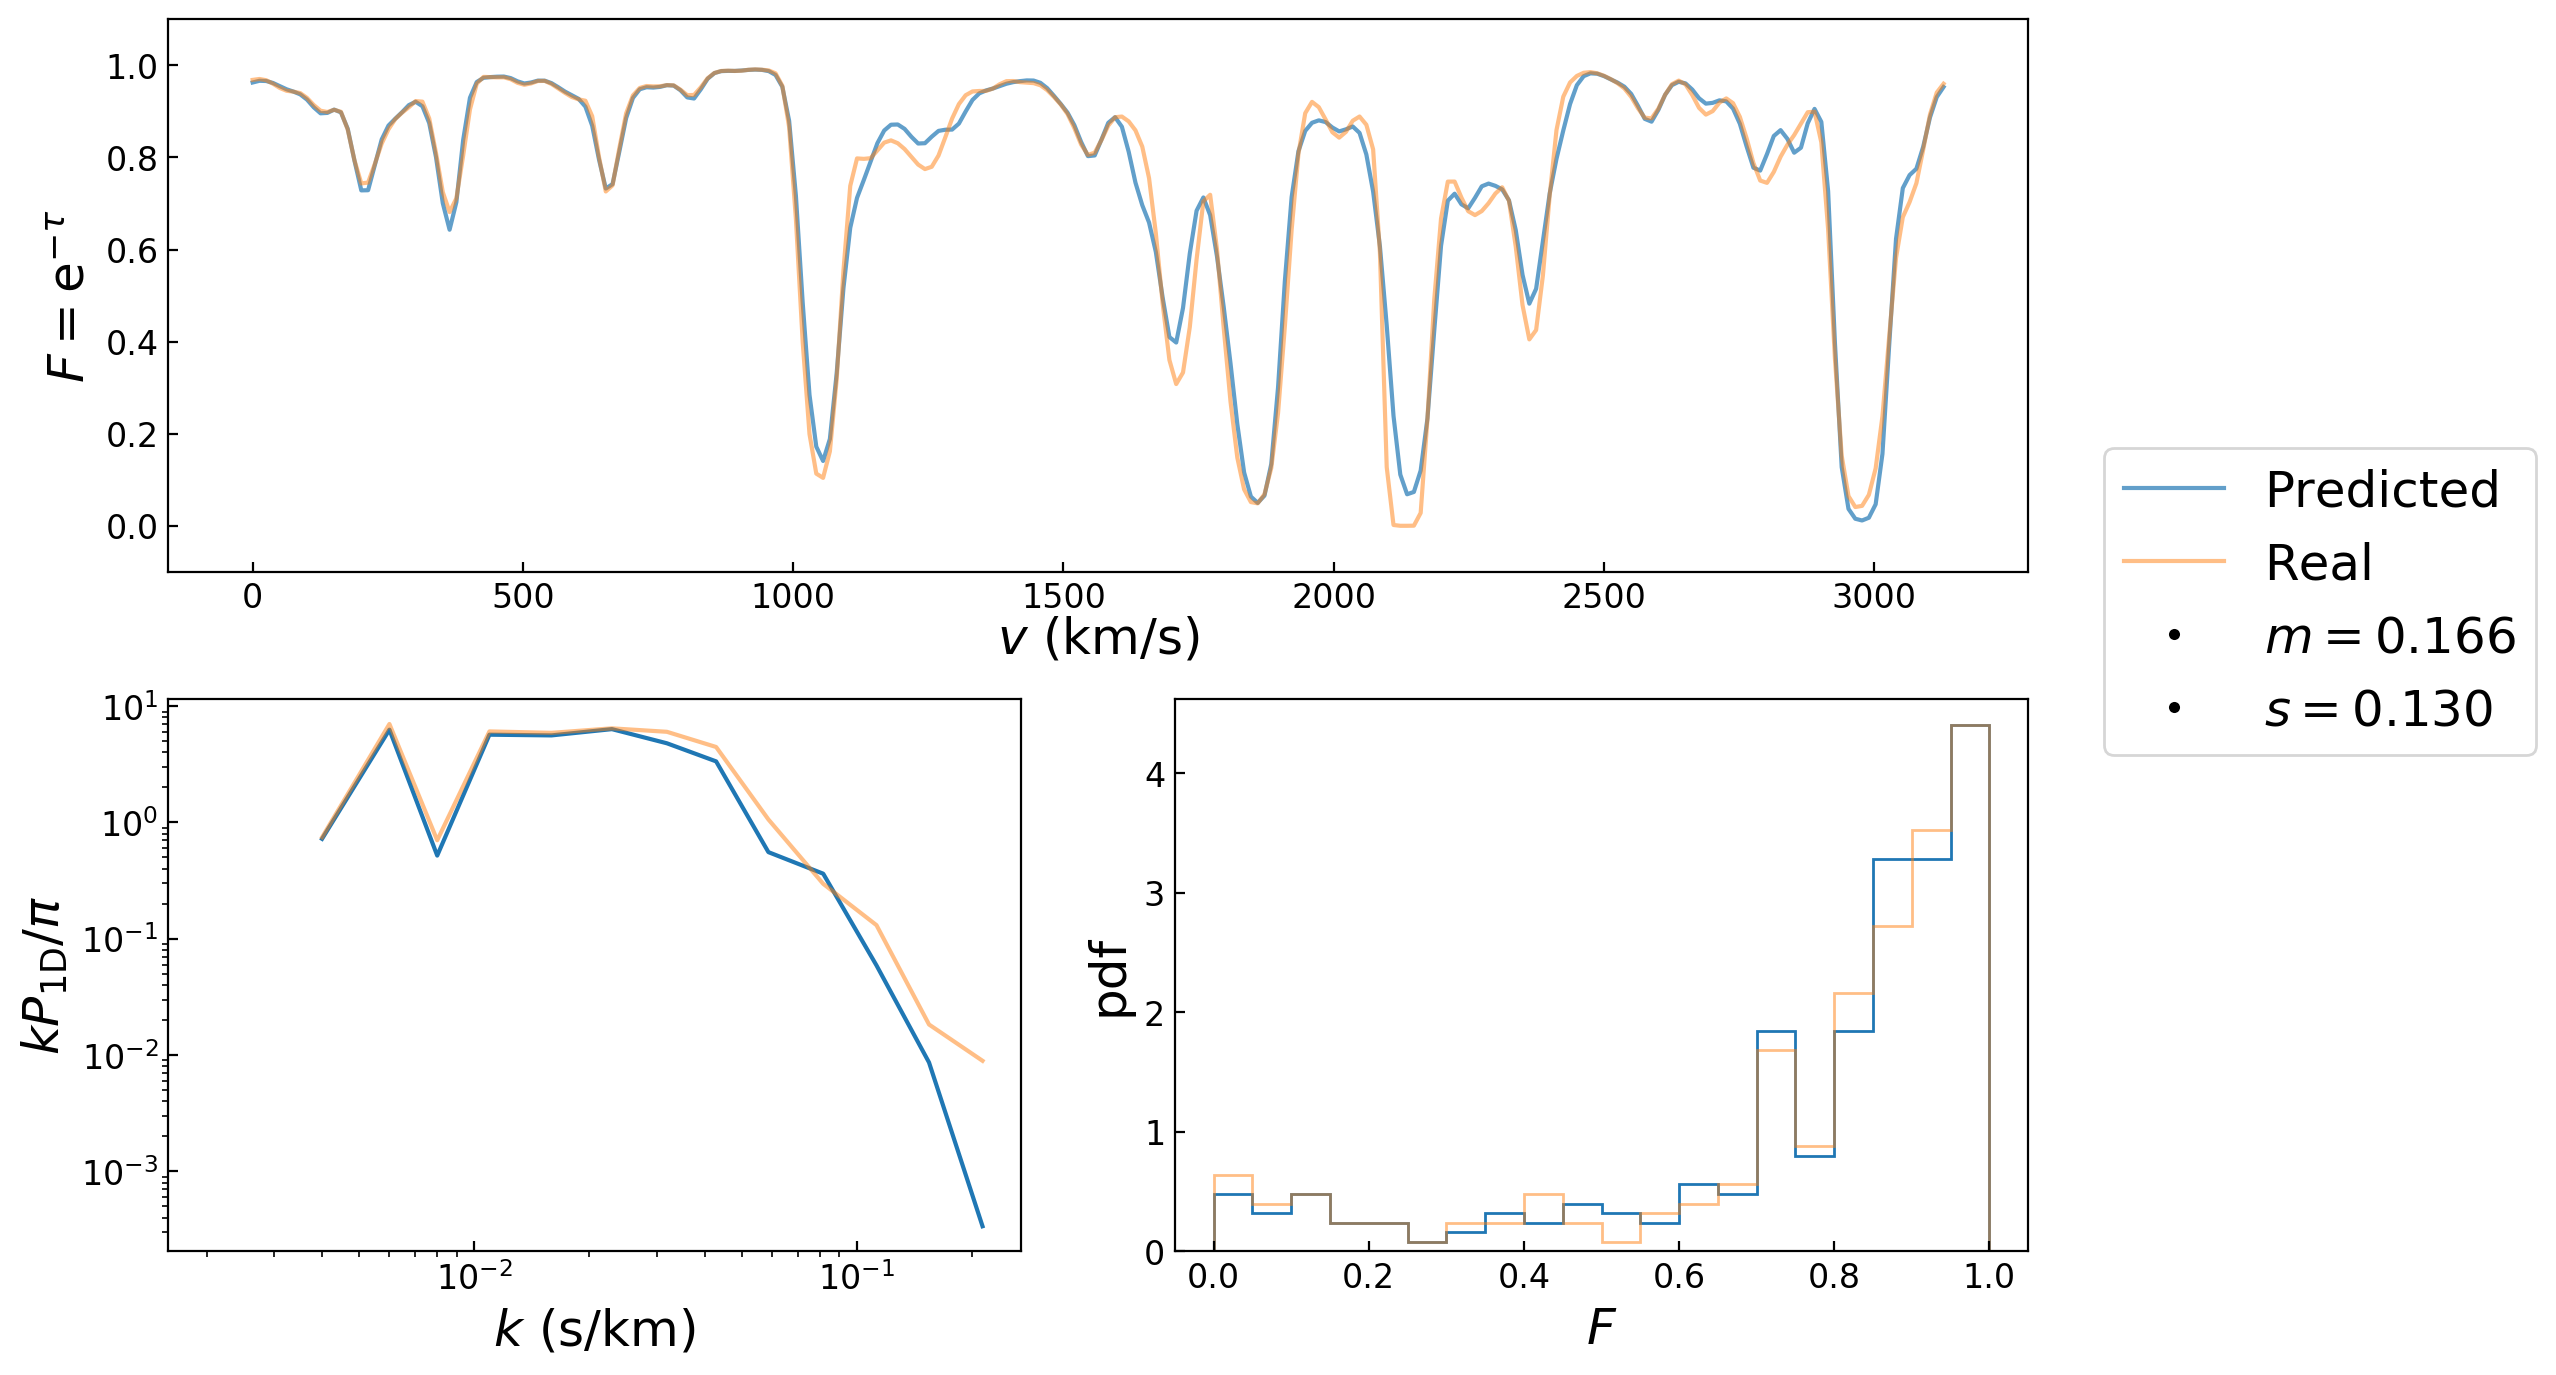 F = e^{-τ}
1.0
0.8
0.6
0.4
0.2
0.0
0 500 1000 1500 2000 2500 3000
v (km/s)
Predicted
Real
m = 0.166
s = 0.130
kP_{1D}/π
10^1
10^0
10^{-1}
10^{-2}
10^{-3}
10^{-2} 10^{-1}
k (s/km)
pdf
4
3
2
1
0
0.0 0.2 0.4 0.6 0.8 1.0
F